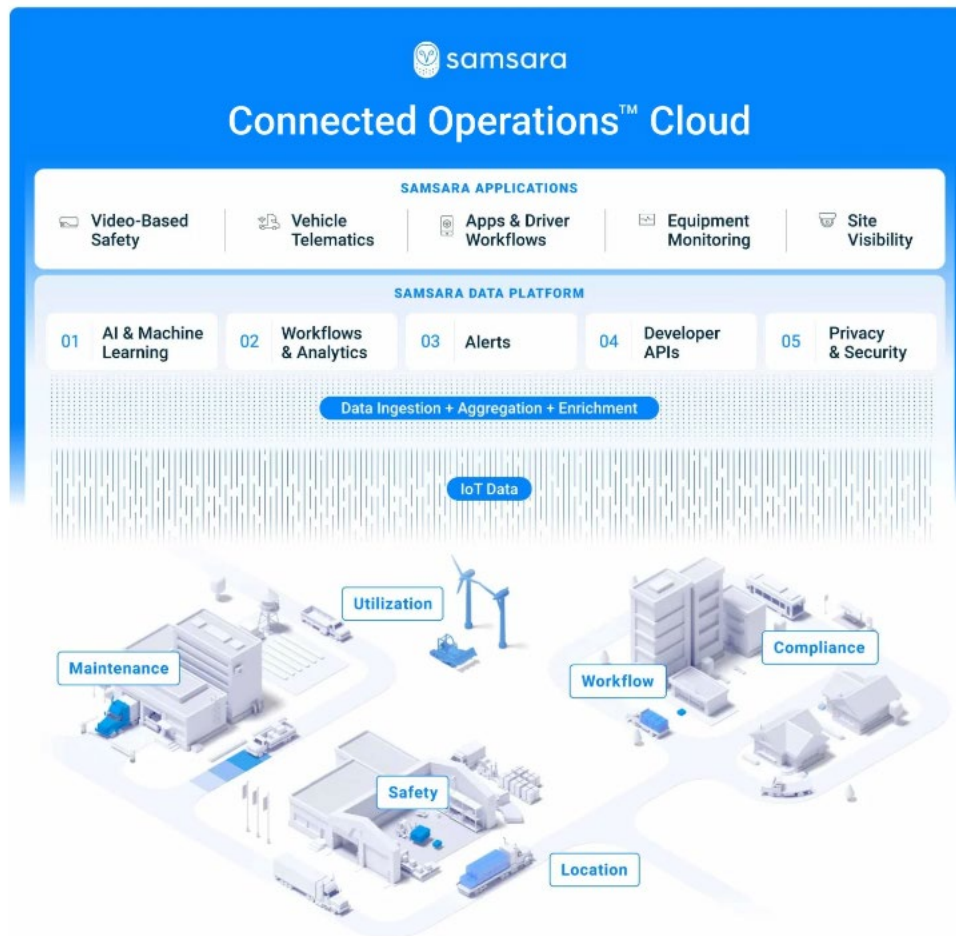 samsara
Connected Operations™ Cloud
SAMSARA APPLICATIONS
Video-Based
Safety
Vehicle
Telematics
Apps & Driver
Workflows
Equipment
Monitoring
Site
Visibility
SAMSARA DATA PLATFORM
01
AI & Machine
Learning
02
Workflows
& Analytics
03
Alerts
04
Developer
APIs
05
Privacy
& Security
Data Ingestion + Aggregation + Enrichment
IoT Data
Utilization
Maintenance
Compliance
Workflow
Safety
Location